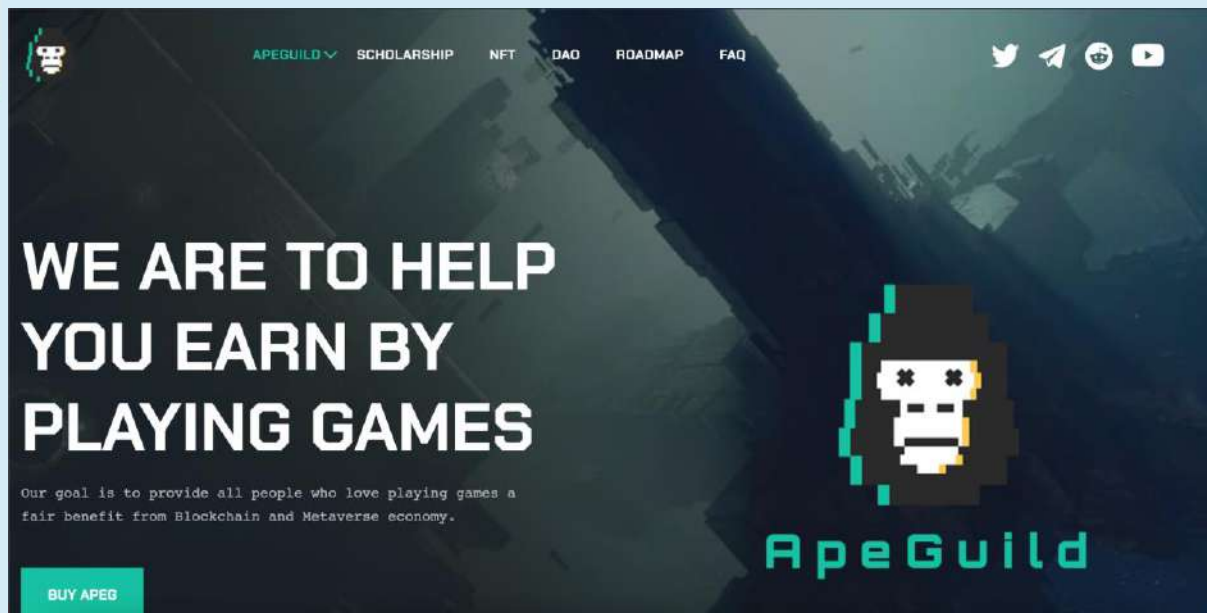 APEGUILD SCHOLARSHIP NFT DAO ROADMAP FAQ
WE ARE TO HELP
YOU EARN BY
PLAYING GAMES
Our goal is to provide all people who love playing games a
fair benefit from Blockchain and Metaverse economy.
BUY APEG
ApeGuild